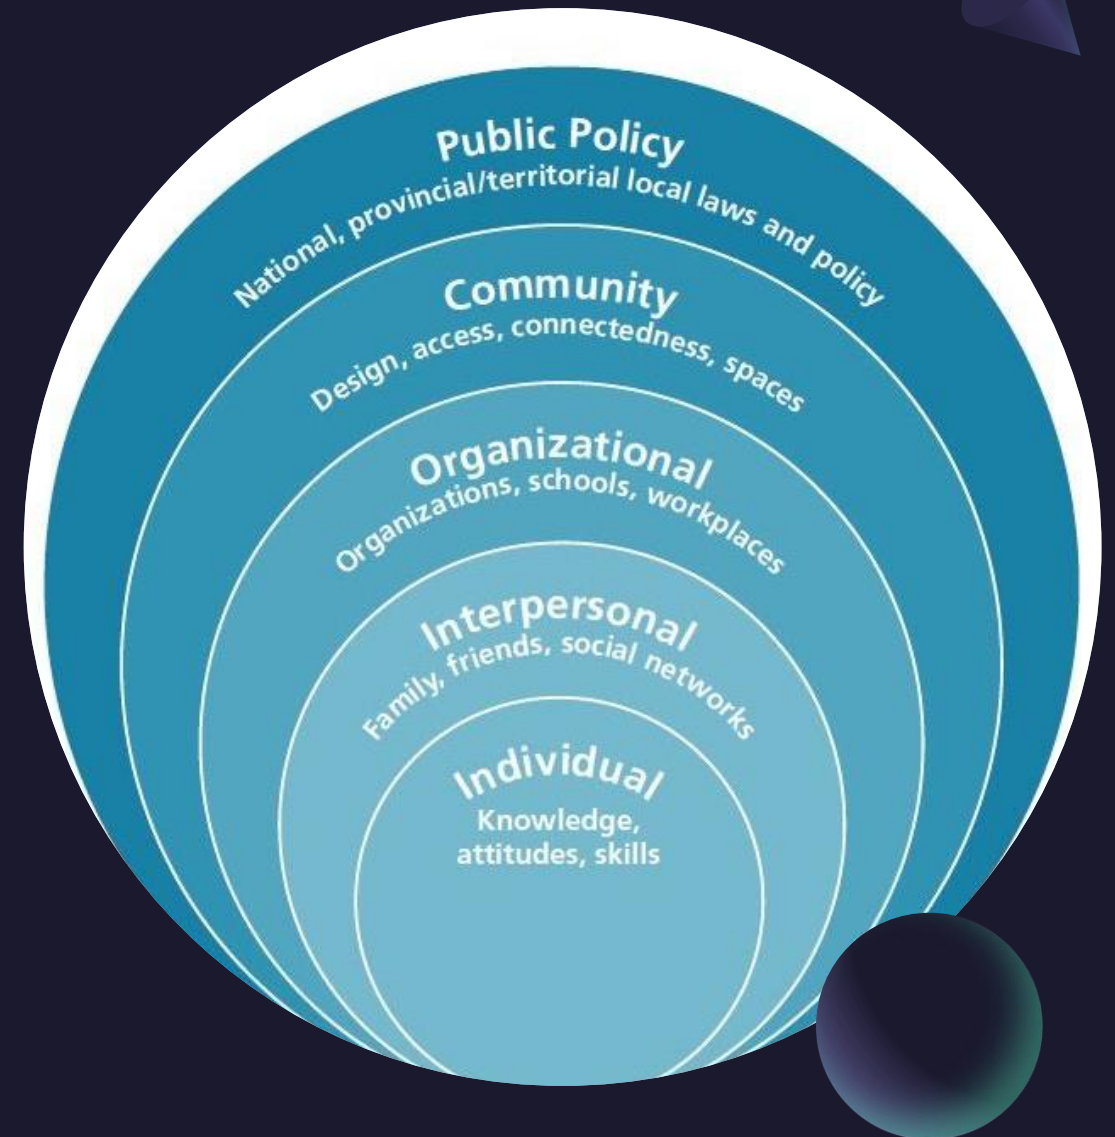 Public Policy
National, provincial/territorial local laws and policy
Community
Design, access, connectedness, spaces
Organizational
Organizations, schools, workplaces
Interpersonal
Family, friends, social networks
Individual
Knowledge,
attitudes, skills